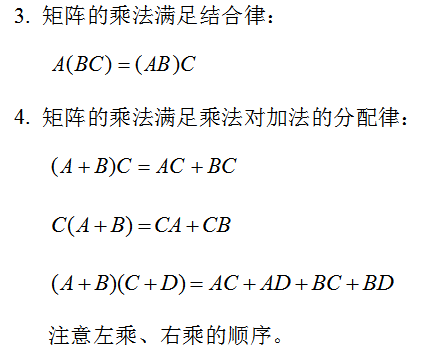 3. 矩阵的乘法满足结合律：
A(BC) = (AB)C
4. 矩阵的乘法满足乘法对加法的分配律：
(A + B)C = AC + BC
C(A + B) = CA + CB
(A + B)(C + D) = AC + AD + BC + BD
注意左乘、右乘的顺序。